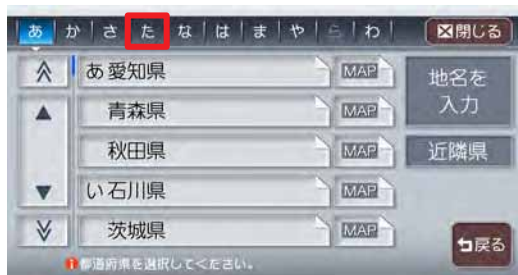 あ か さ た な は ま や ら わ 閉じる
あ 愛知県 MAP
地名を
入力
青森県 MAP
秋田県 MAP
近隣県
い 石川県 MAP
茨城県 MAP
戻る
都道府県を選択してください。